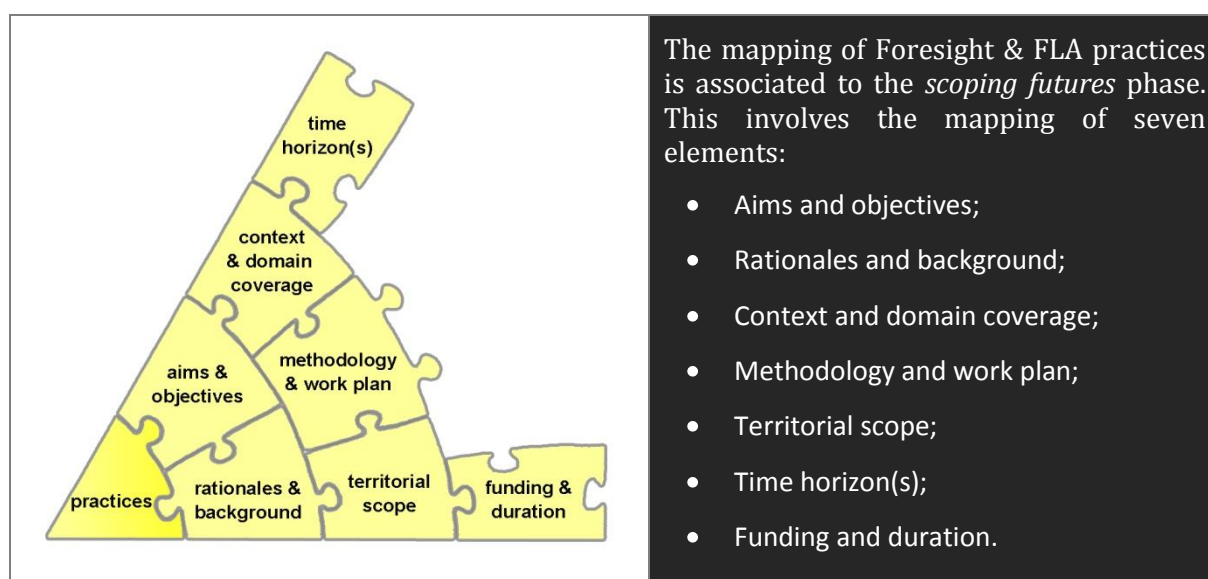 time
horizon(s)
context
& domain
coverage
methodology
& work plan
aims &
objectives
practices
rationales &
background
territorial
scope
funding &
duration
The mapping of Foresight & FLA practices
is associated to the scoping futures phase.
This involves the mapping of seven
elements:
• Aims and objectives;
• Rationales and background;
• Context and domain coverage;
• Methodology and work plan;
• Territorial scope;
• Time horizon(s);
• Funding and duration.